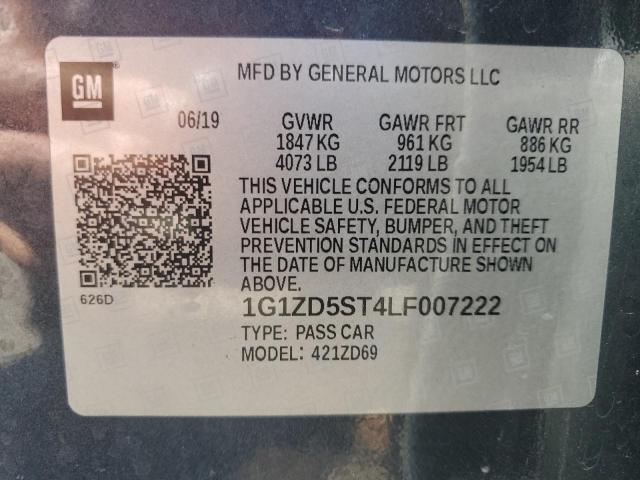 GM
MFD BY GENERAL MOTORS LLC
06/19 GVWR GAWR FRT GAWR RR
1847 KG 961 KG 886 KG
4073 LB 2119 LB 1954 LB
THIS VEHICLE CONFORMS TO ALL
APPLICABLE U.S. FEDERAL MOTOR
VEHICLE SAFETY, BUMPER, AND THEFT
PREVENTION STANDARDS IN EFFECT ON
THE DATE OF MANUFACTURE SHOWN
ABOVE.
626D
1G1ZD5ST4LF007222
TYPE: PASS CAR
MODEL: 421ZD69